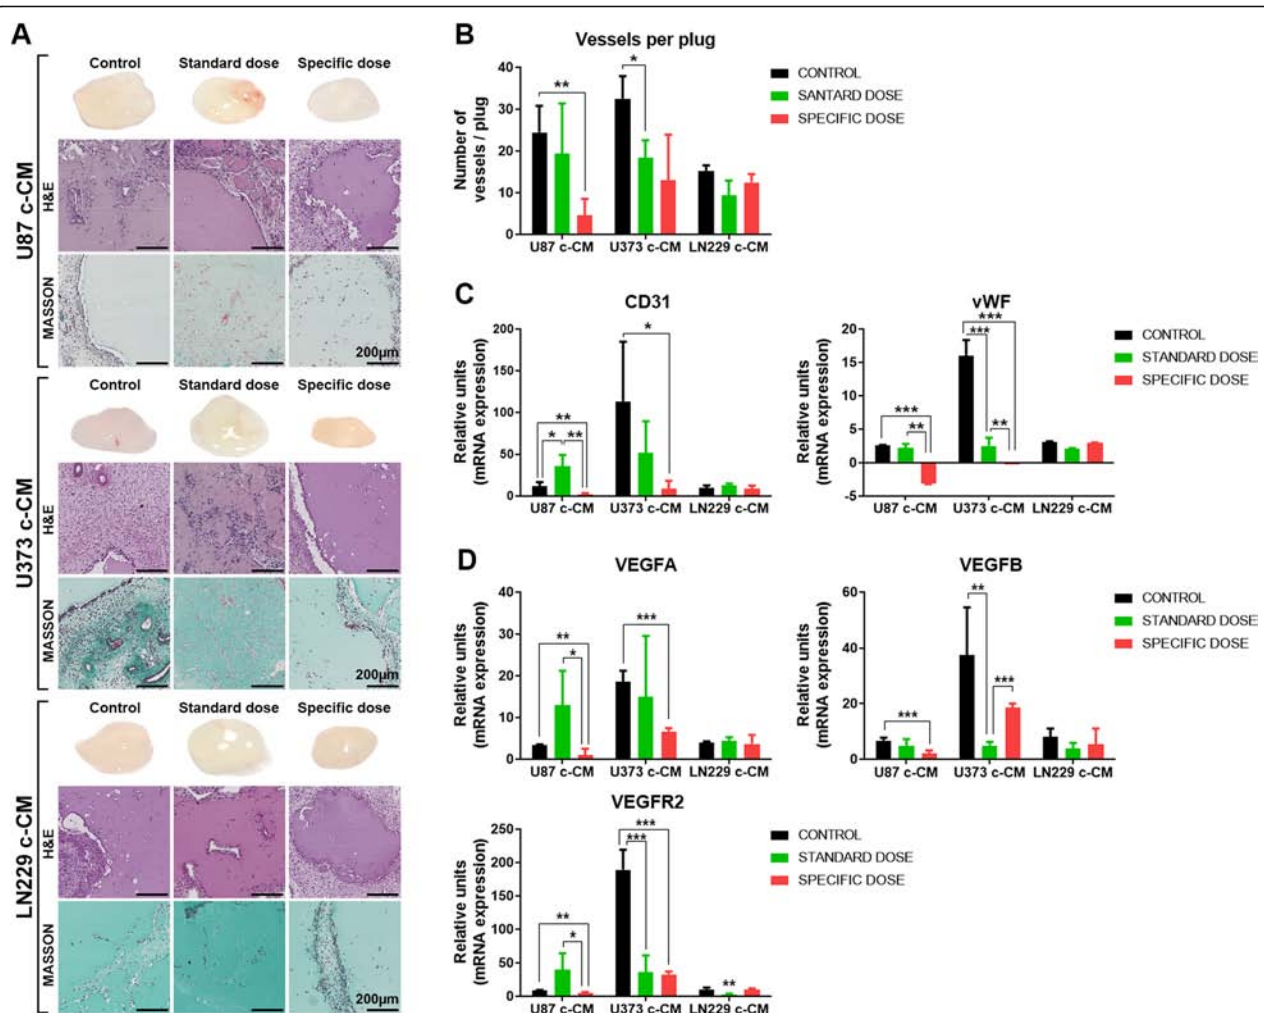 A
Control Standard dose Specific dose
U87 c-CM
H&E
MASSON
200µm
Control Standard dose Specific dose
U373 c-CM
H&E
MASSON
200µm
Control Standard dose Specific dose
LN229 c-CM
H&E
MASSON
200µm
B
Vessels per plug
Number of
vessels / plug
40
30
20
10
0
**
*
U87 c-CM U373 c-CM LN229 c-CM
CONTROL
SANTARD DOSE
SPECIFIC DOSE
C
CD31
Relative units
(mRNA expression)
200
150
100
50
0
**
* **
*
U87 c-CM U373 c-CM LN229 c-CM
vWF
Relative units
(mRNA expression)
20
15
10
5
0
-5
***
**
***
***
**
U87 c-CM U373 c-CM LN229 c-CM
CONTROL
STANDARD DOSE
SPECIFIC DOSE
D
VEGFA
Relative units
(mRNA expression)
40
30
20
10
0
**
*
***
U87 c-CM U373 c-CM LN229 c-CM
VEGFB
Relative units
(mRNA expression)
60
40
20
0
***
**
***
U87 c-CM U373 c-CM LN229 c-CM
CONTROL
STANDARD DOSE
SPECIFIC DOSE
VEGFR2
Relative units
(mRNA expression)
250
200
150
100
50
0
**
*
***
***
**
U87 c-CM U373 c-CM LN229 c-CM
CONTROL
STANDARD DOSE
SPECIFIC DOSE